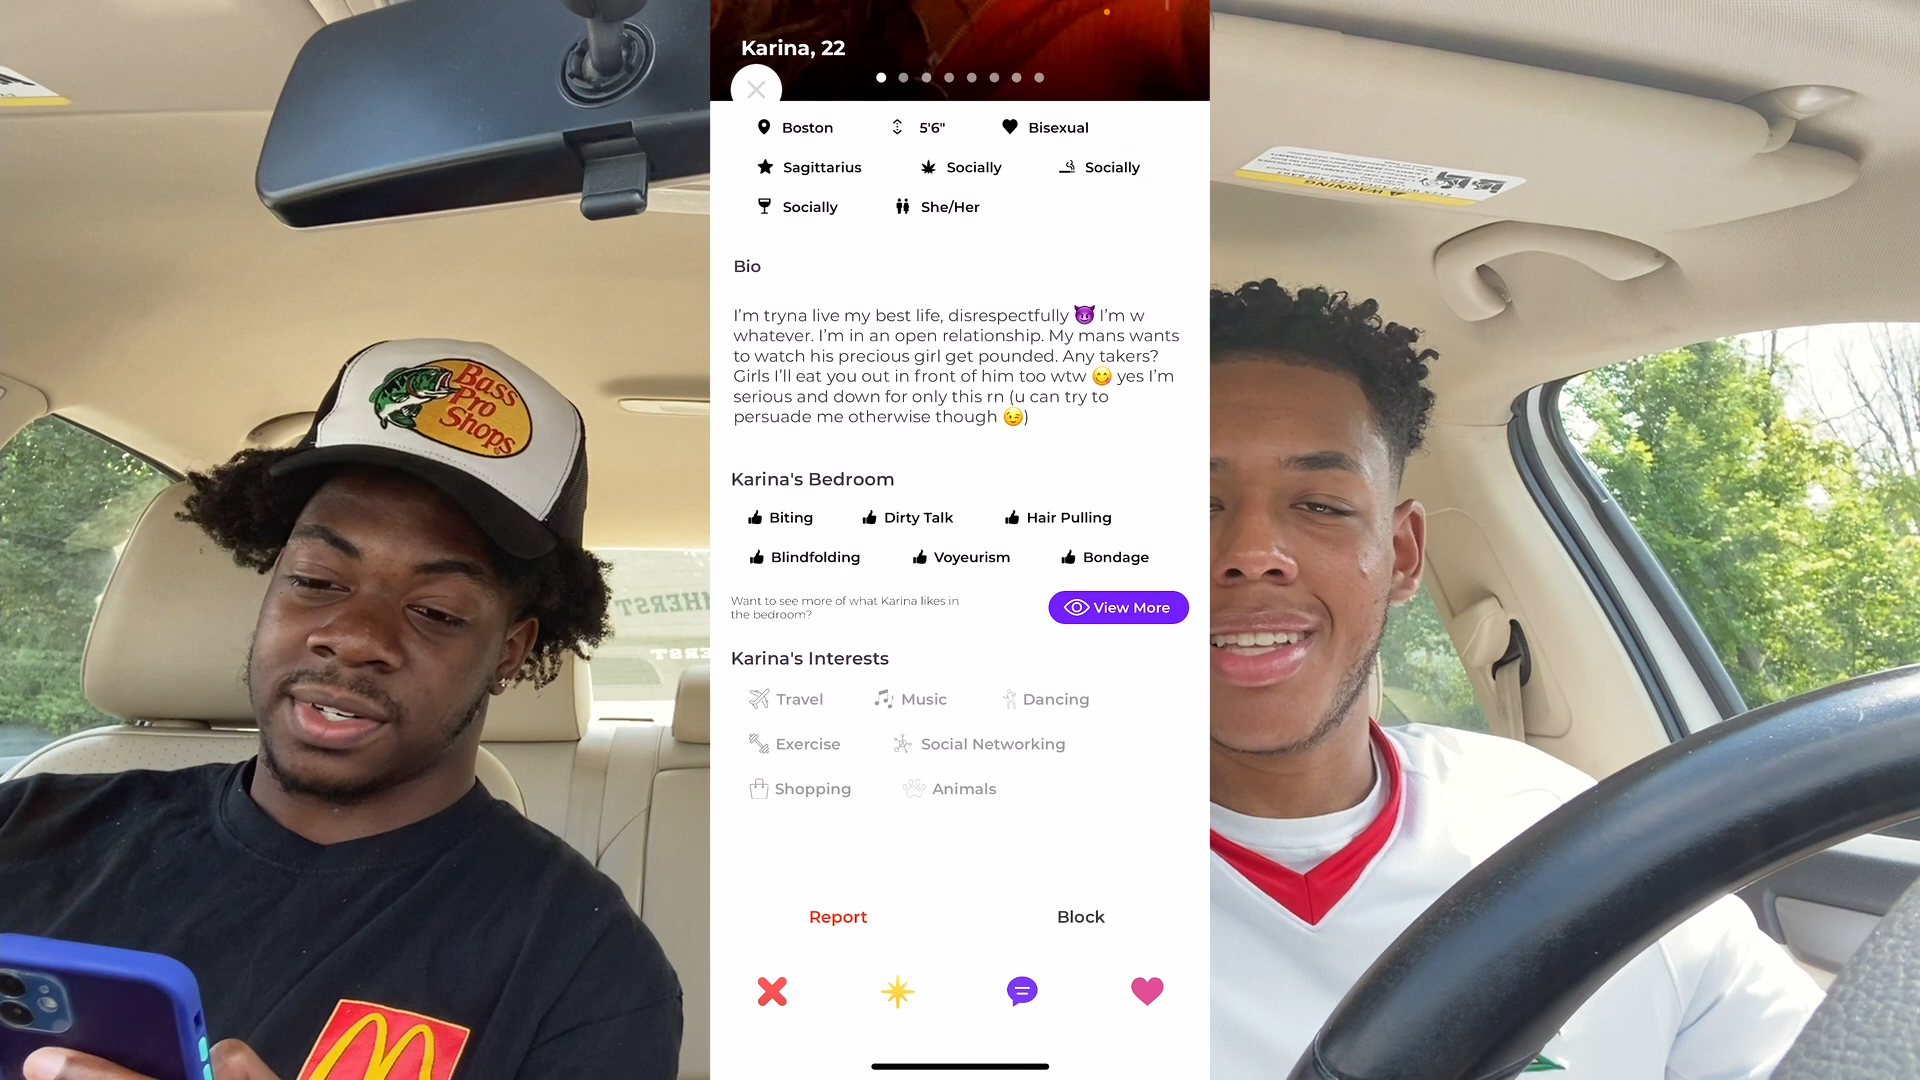 Karina, 22
Boston
5'6"
Bisexual
Sagittarius
Socially
Socially
Socially
She/Her
Bio
I'm tryna live my best life, disrespectfully 😈 I'm w
whatever. I'm in an open relationship. My mans wants
to watch his precious girl get pounded. Any takers?
Girls I'll eat you out in front of him too wtw 😋 yes I'm
serious and down for only this rn (u can try to
persuade me otherwise though 😉)
Karina's Bedroom
Biting
Dirty Talk
Hair Pulling
Blindfolding
Voyeurism
Bondage
Want to see more of what Karina likes in
the bedroom?
View More
Karina's Interests
Travel
Music
Dancing
Exercise
Social Networking
Shopping
Animals
Report
Block
Bass
Pro
Shops
WARNING